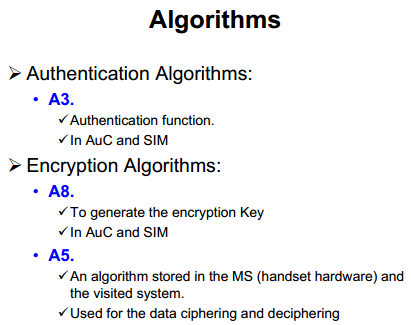 Algorithms
➢ Authentication Algorithms:
• A3.
✓Authentication function.
✓In AuC and SIM
➢ Encryption Algorithms:
• A8.
✓To generate the encryption Key
✓In AuC and SIM
• A5.
✓An algorithm stored in the MS (handset hardware) and
the visited system.
✓Used for the data ciphering and deciphering